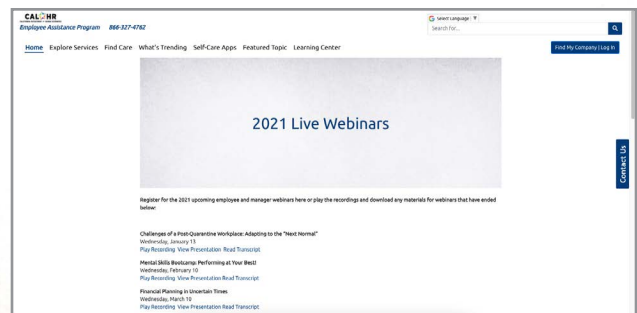 CALHR
Employee Assistance Program 866-327-4762
Select Language ▼
Search for...
Home Explore Services Find Care What's Trending Self-Care Apps Featured Topic Learning Center
Find My Company | Log In
2021 Live Webinars
Contact Us
Register for the 2021 upcoming employee and manager webinars here or play the recordings and download any materials for webinars that have ended
below:
Challenges of a Post-Quarantine Workplace: Adapting to the "Next Normal"
Wednesday, January 13
Play Recording View Presentation Read Transcript
Mental Skills Bootcamp: Performing at Your Best!
Wednesday, February 10
Play Recording View Presentation Read Transcript
Financial Planning in Uncertain Times
Wednesday, March 10
Play Recording View Presentation Read Transcript